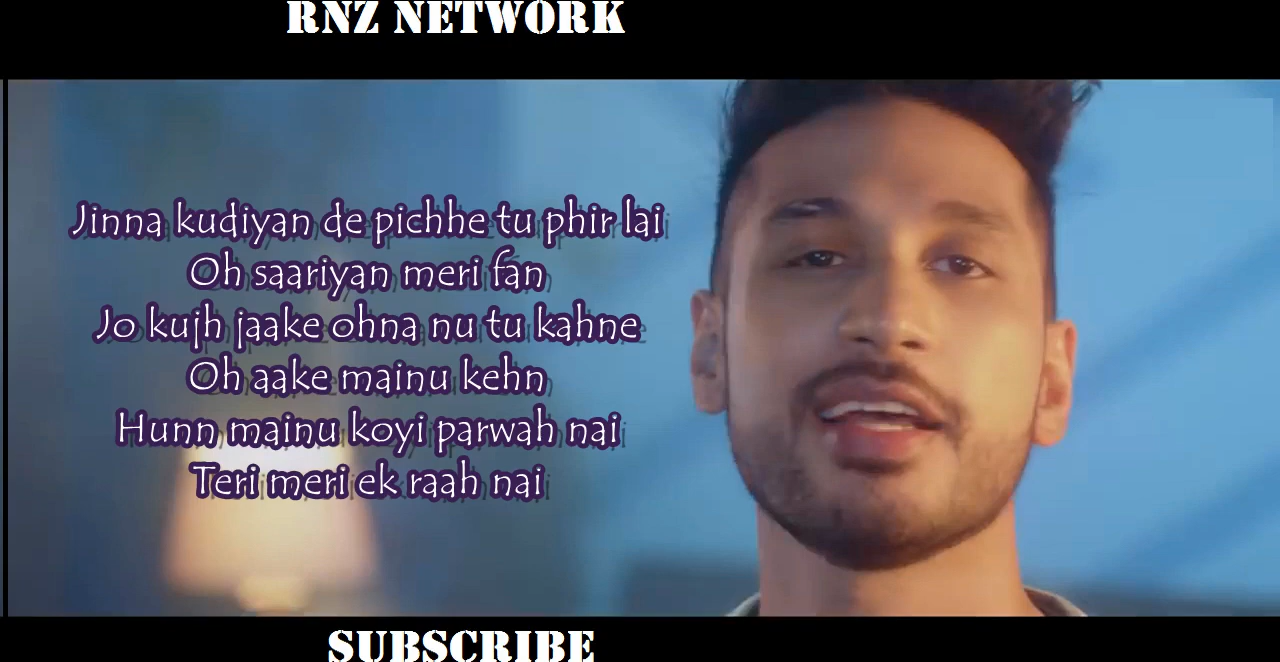 RNZ NETWORK
Jinna kudiyan de pichhe tu phir lai
Oh saariyan meri fan
Jo kujh jaake ohna nu tu kahne
Oh aake mainu kehn
Hunn mainu koyi parwah nai
Teri meri ek raah nai
SUBSCRIBE